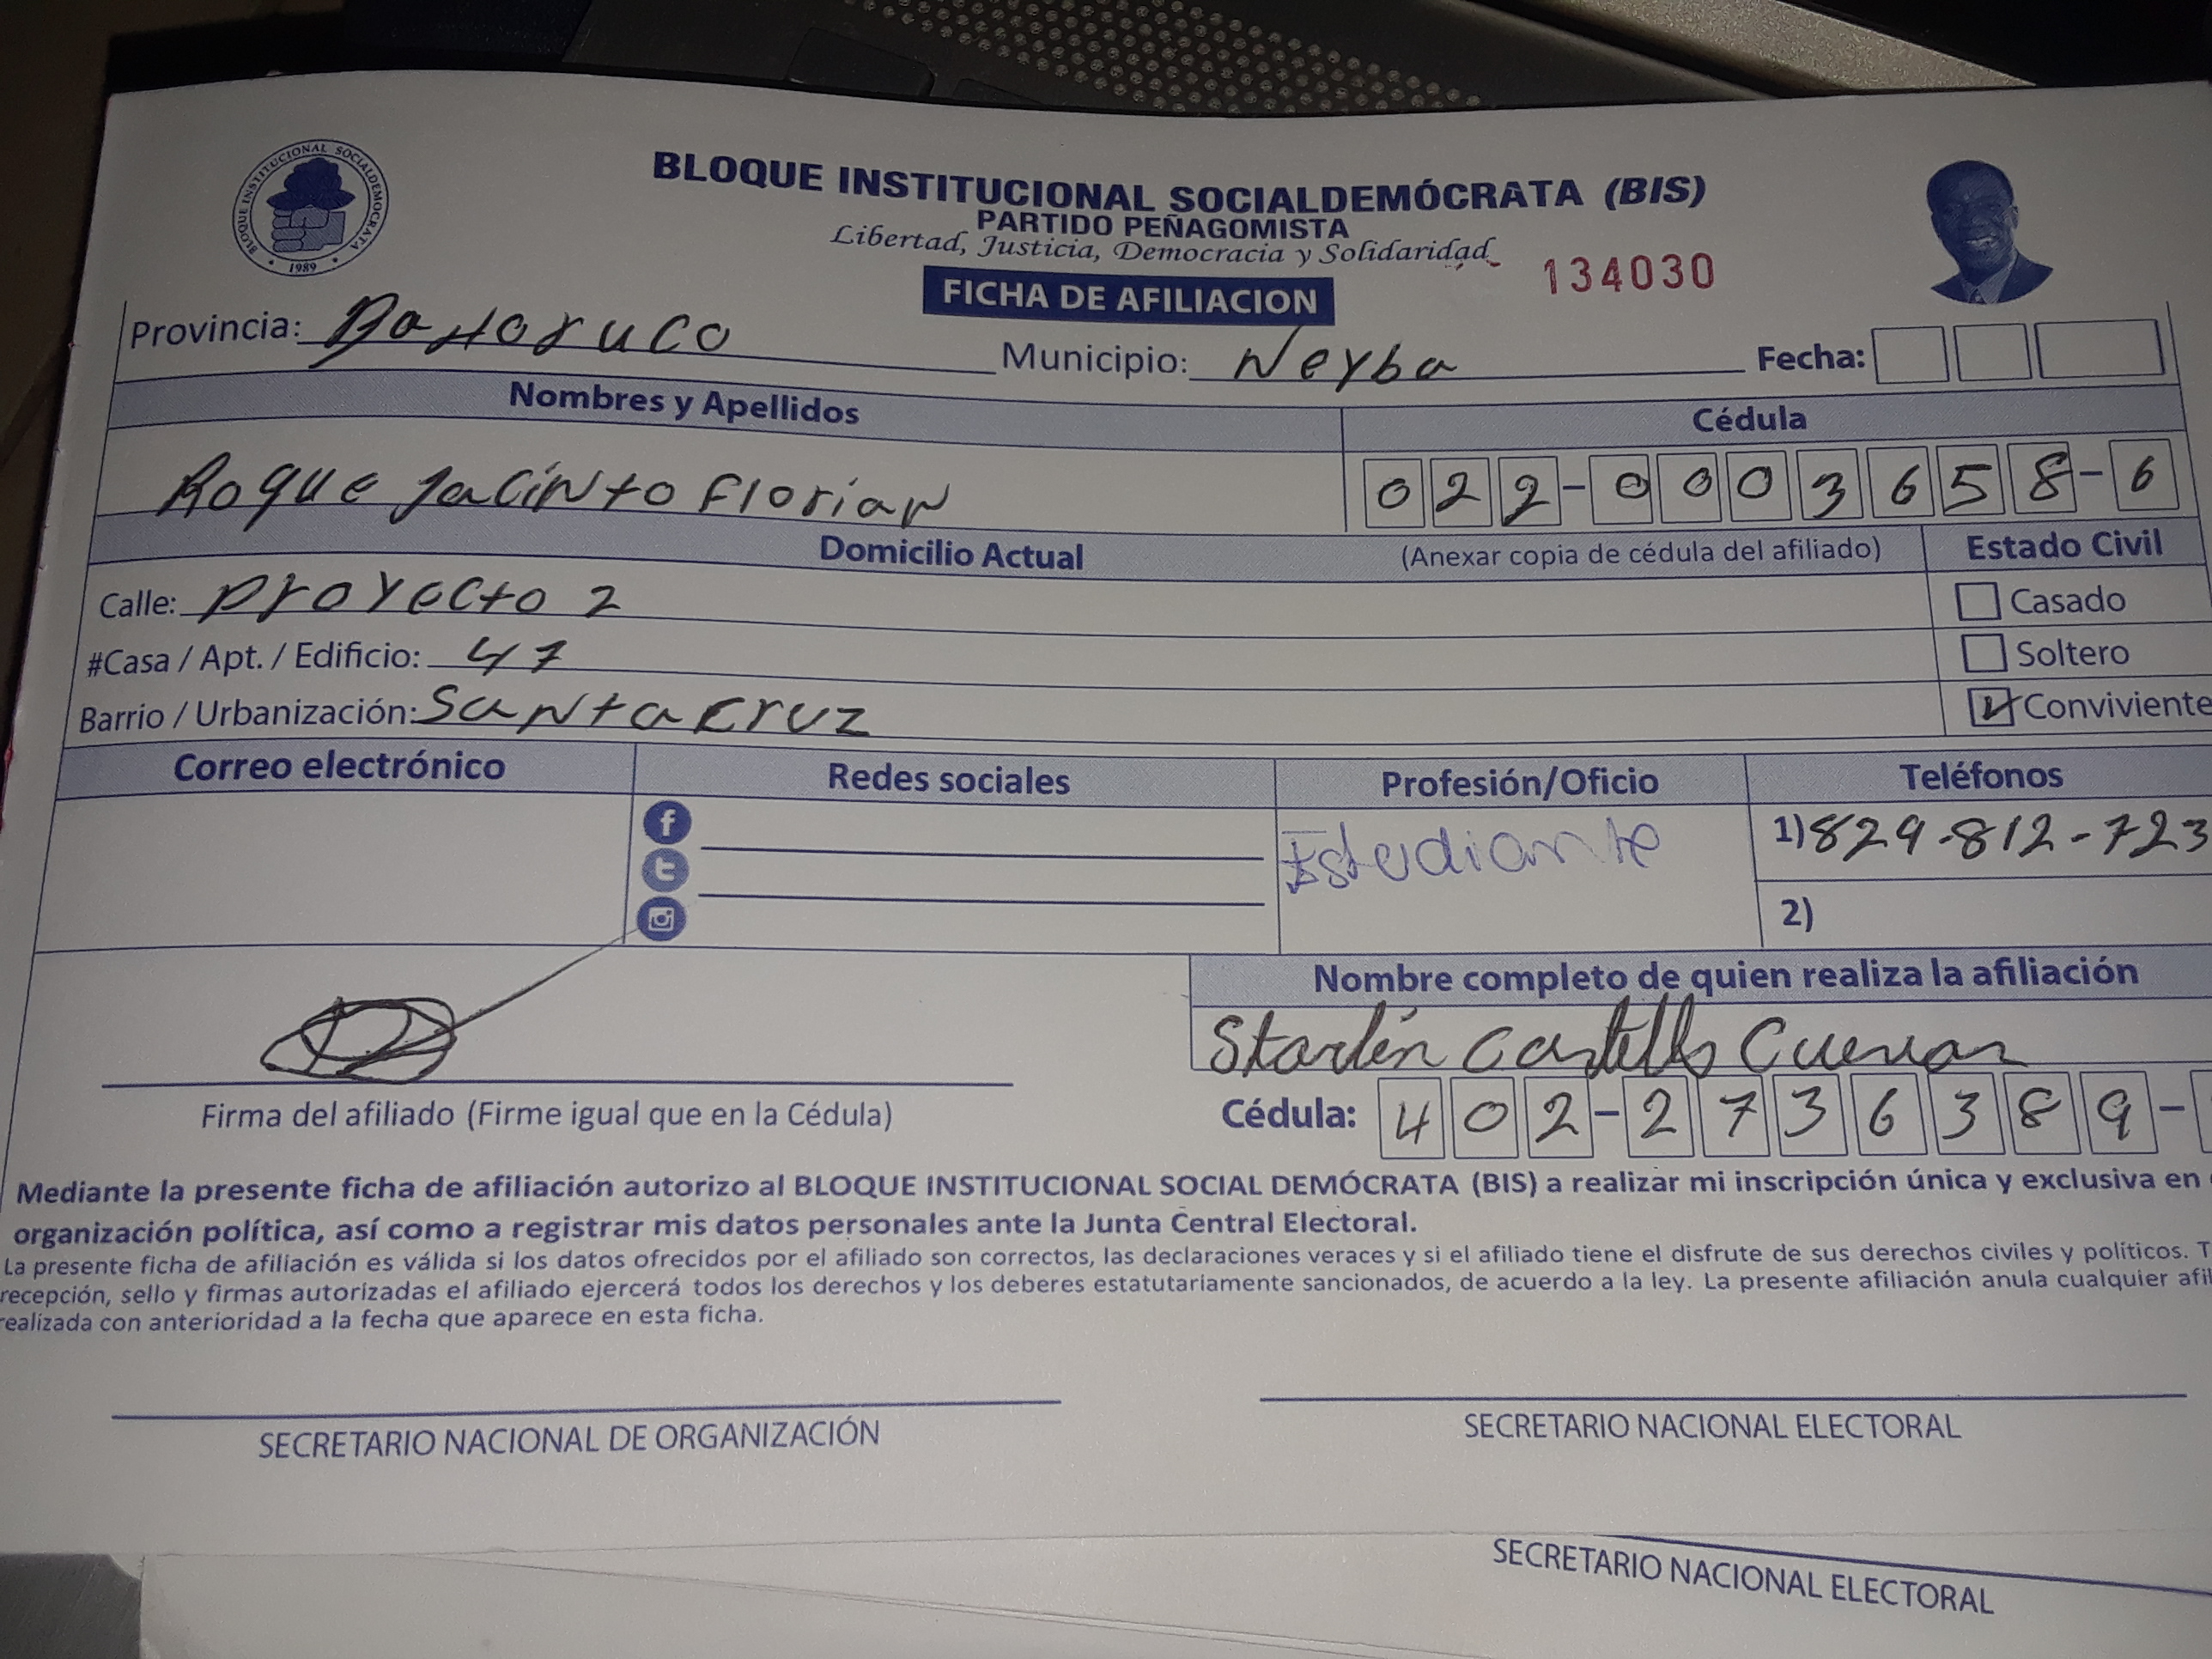 BLOQUE INSTITUCIONAL SOCIALDEMOCRATA
1989
BLOQUE INSTITUCIONAL SOCIALDEMÓCRATA (BIS)
PARTIDO PEÑAGOMISTA
Libertad, Justicia, Democracia y Solidaridad
134030
FICHA DE AFILIACION
Provincia: Bahoruco Municipio: Neyba Fecha:
Nombres y Apellidos Cédula
Roque Jacinto Florian 022-0003658-6
Domicilio Actual (Anexar copia de cédula del afiliado) Estado Civil
Calle: Proyecto 2 Casado
#Casa / Apt. / Edificio: 47 Soltero
Barrio / Urbanización: Santa Cruz Conviviente
Correo electrónico Redes sociales Profesión/Oficio Teléfonos
Estudiante 1) 829-812-723
2)
Nombre completo de quien realiza la afiliación
Starlin Castillo Cuevas
Firma del afiliado (Firme igual que en la Cédula) Cédula: 402-2736389-
Mediante la presente ficha de afiliación autorizo al BLOQUE INSTITUCIONAL SOCIAL DEMÓCRATA (BIS) a realizar mi inscripción única y exclusiva en
organización política, así como a registrar mis datos personales ante la Junta Central Electoral.
La presente ficha de afiliación es válida si los datos ofrecidos por el afiliado son correctos, las declaraciones veraces y si el afiliado tiene el disfrute de sus derechos civiles y políticos. T
recepción, sello y firmas autorizadas el afiliado ejercerá todos los derechos y los deberes estatutariamente sancionados, de acuerdo a la ley. La presente afiliación anula cualquier afil
realizada con anterioridad a la fecha que aparece en esta ficha.
SECRETARIO NACIONAL DE ORGANIZACIÓN SECRETARIO NACIONAL ELECTORAL
SECRETARIO NACIONAL ELECTORAL